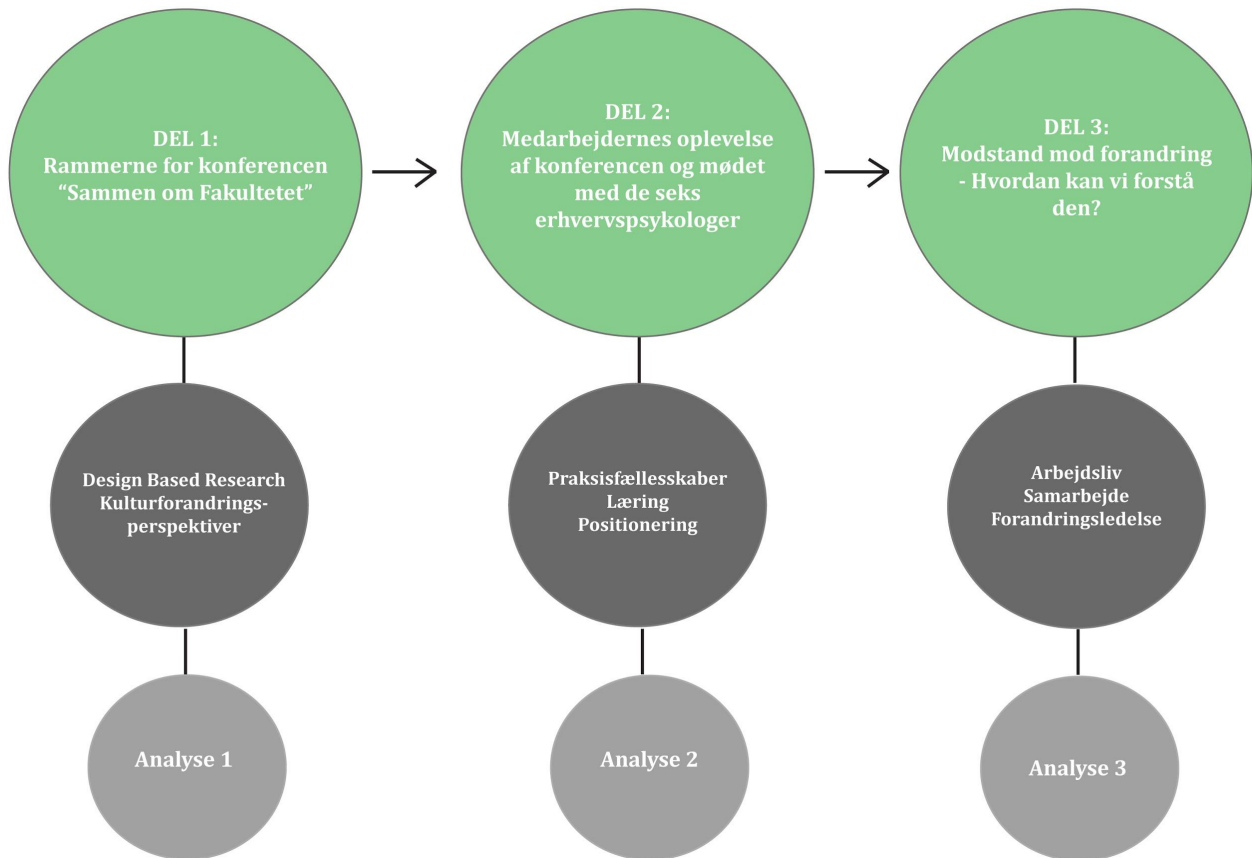 DEL 1:
Rammerne for konferencen
“Sammen om Fakultetet”
DEL 2:
Medarbejdernes oplevelse
af konferencen og mødet
med de seks
erhvervspsykologer
DEL 3:
Modstand mod forandring
- Hvordan kan vi forstå
den?
Design Based Research
Kulturforandrings-
perspektiver
Praksisfællesskaber
Læring
Positionering
Arbejdsliv
Samarbejde
Forandringsledelse
Analyse 1
Analyse 2
Analyse 3